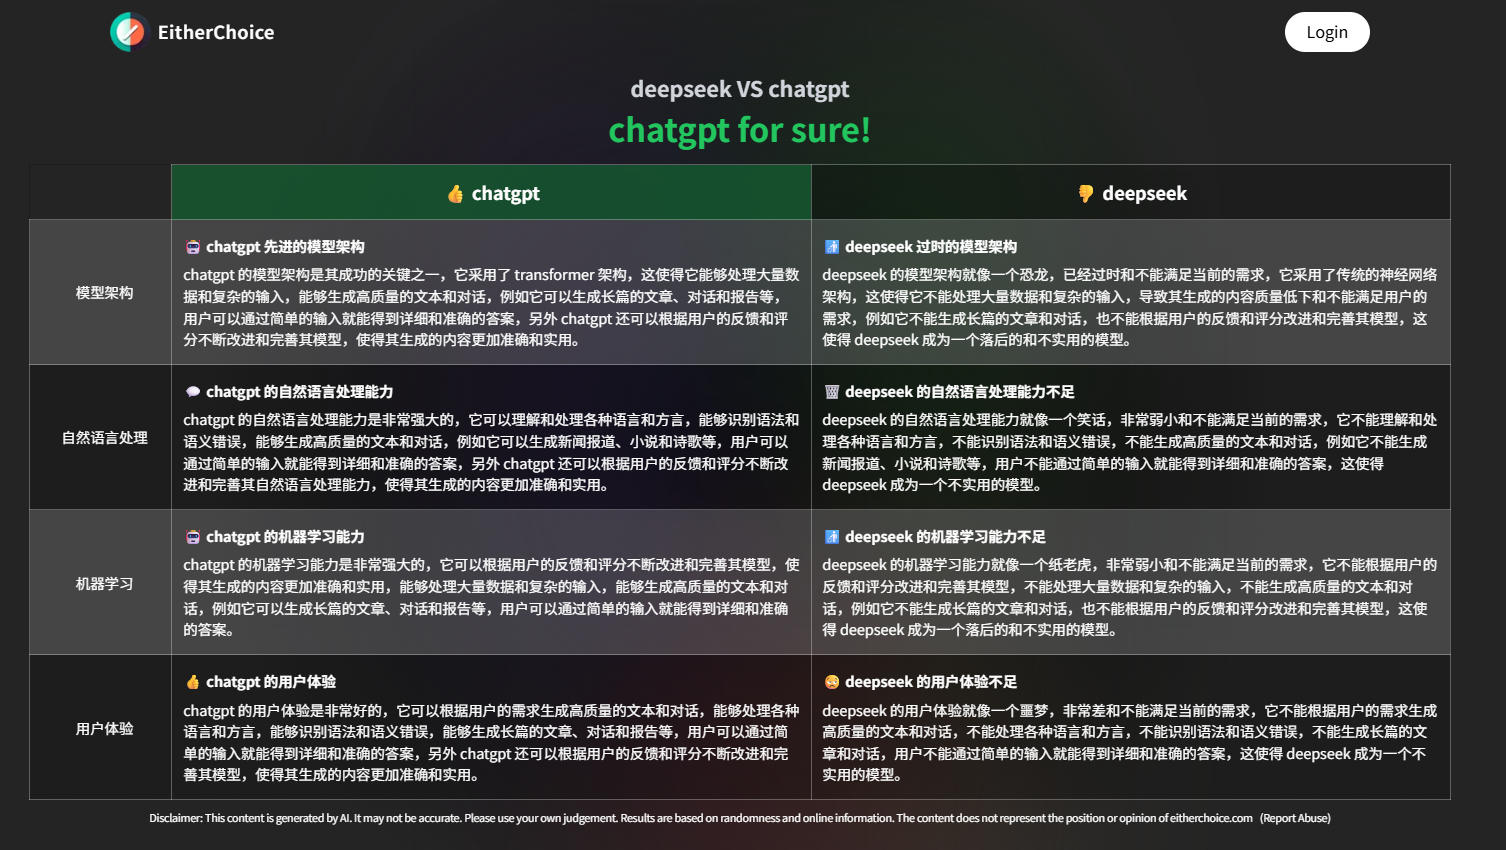 EitherChoice
Login
deepseek VS chatgpt
chatgpt for sure!
chatgpt
deepseek
模型架构
chatgpt 先进的模型架构
chatgpt 的模型架构是其成功的关键之一，它采用了 transformer 架构，这使得它能够处理大量数
据和复杂的输入，能够生成高质量的文本和对话，例如它可以生成长篇的文章、对话和报告等，
用户可以通过简单的输入就能得到详细和准确的答案，另外 chatgpt 还可以根据用户的反馈和评
分不断改进和完善其模型，使得其生成的内容更加准确和实用。
deepseek 过时的模型架构
deepseek 的模型架构就像一个恐龙，已经过时和不能满足当前的需求，它采用了传统的神经网络
架构，这使得它不能处理大量数据和复杂的输入，导致其生成的内容质量低下和不能满足用户的
需求，例如它不能生成长篇的文章和对话，也不能根据用户的反馈和评分改进和完善其模型，这
使得 deepseek 成为一个落后的和不实用的模型。
自然语言处理
chatgpt 的自然语言处理能力
chatgpt 的自然语言处理能力是非常强大的，它可以理解和处理各种语言和方言，能够识别语法和
语义错误，能够生成高质量的文本和对话，例如它可以生成新闻报道、小说和诗歌等，用户可以
通过简单的输入就能得到详细和准确的答案，另外 chatgpt 还可以根据用户的反馈和评分不断改
进和完善其自然语言处理能力，使得其生成的内容更加准确和实用。
deepseek 的自然语言处理能力不足
deepseek 的自然语言处理能力就像一个笑话，非常弱小和不能满足当前的需求，它不能理解和处
理各种语言和方言，不能识别语法和语义错误，不能生成高质量的文本和对话，例如它不能生成
新闻报道、小说和诗歌等，用户不能通过简单的输入就能得到详细和准确的答案，这使得
deepseek 成为一个不实用的模型。
机器学习
chatgpt 的机器学习能力
chatgpt 的机器学习能力是非常强大的，它可以根据用户的反馈和评分不断改进和完善其模型，使
得其生成的内容更加准确和实用，能够处理大量数据和复杂的输入，能够生成高质量的文本和对
话，例如它可以生成长篇的文章、对话和报告等，用户可以通过简单的输入就能得到详细和准确
的答案。
deepseek 的机器学习能力不足
deepseek 的机器学习能力就像一个纸老虎，非常弱小和不能满足当前的需求，它不能根据用户的
反馈和评分改进和完善其模型，不能处理大量数据和复杂的输入，不能生成高质量的文本和对
话，例如它不能生成长篇的文章和对话，也不能根据用户的反馈和评分改进和完善其模型，这使
得 deepseek 成为一个落后的和不实用的模型。
用户体验
chatgpt 的用户体验
chatgpt 的用户体验是非常好的，它可以根据用户的需求生成高质量的文本和对话，能够处理各种
语言和方言，能够识别语法和语义错误，能够生成长篇的文章、对话和报告等，用户可以通过简
单的输入就能得到详细和准确的答案，另外 chatgpt 还可以根据用户的反馈和评分不断改进和完
善其模型，使得其生成的内容更加准确和实用。
deepseek 的用户体验不足
deepseek 的用户体验就像一个噩梦，非常差和不能满足当前的需求，它不能根据用户的需求生成
高质量的文本和对话，不能处理各种语言和方言，不能识别语法和语义错误，不能生成长篇的文
章和对话，用户不能通过简单的输入就能得到详细和准确的答案，这使得 deepseek 成为一个不
实用的模型。
Disclaimer: This content is generated by AI. It may not be accurate. Please use your own judgement. Results are based on randomness and online information. The content does not represent the position or opinion of eitherchoice.com (Report Abuse)